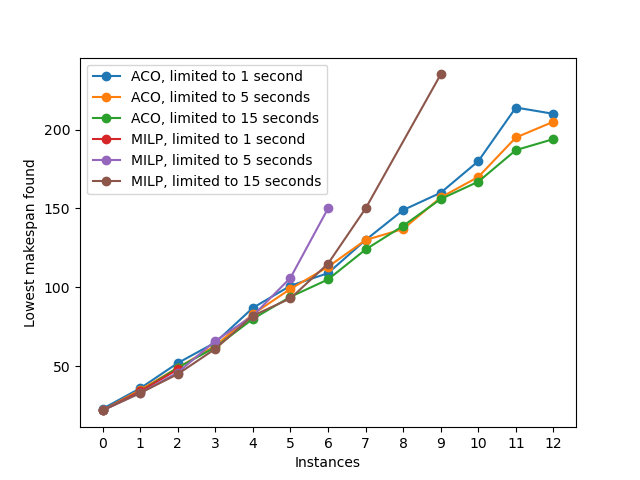 ACO, limited to 1 second
ACO, limited to 5 seconds
ACO, limited to 15 seconds
MILP, limited to 1 second
MILP, limited to 5 seconds
MILP, limited to 15 seconds
200
150
100
50
Lowest makespan found
0 1 2 3 4 5 6 7 8 9 10 11 12
Instances